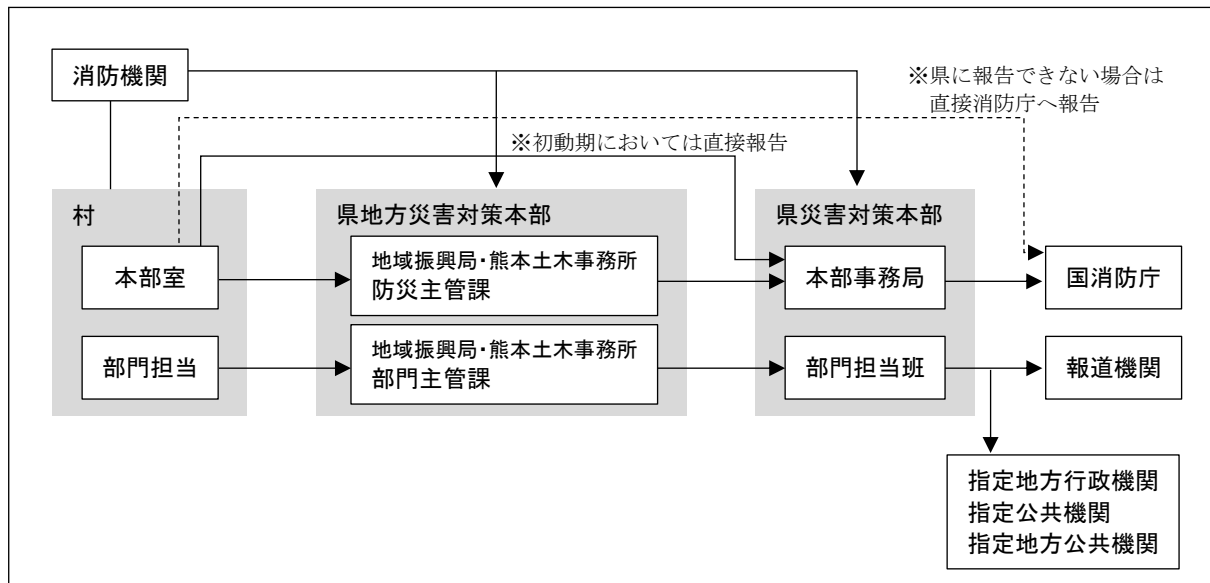 消防機関
※県に報告できない場合は
直接消防庁へ報告
※初動期においては直接報告
村
県地方災害対策本部
県災害対策本部
本部室
地域振興局・熊本土木事務所
防災主管課
本部事務局
国消防庁
部門担当
地域振興局・熊本土木事務所
部門主管課
部門担当班
報道機関
指定地方行政機関
指定公共機関
指定地方公共機関